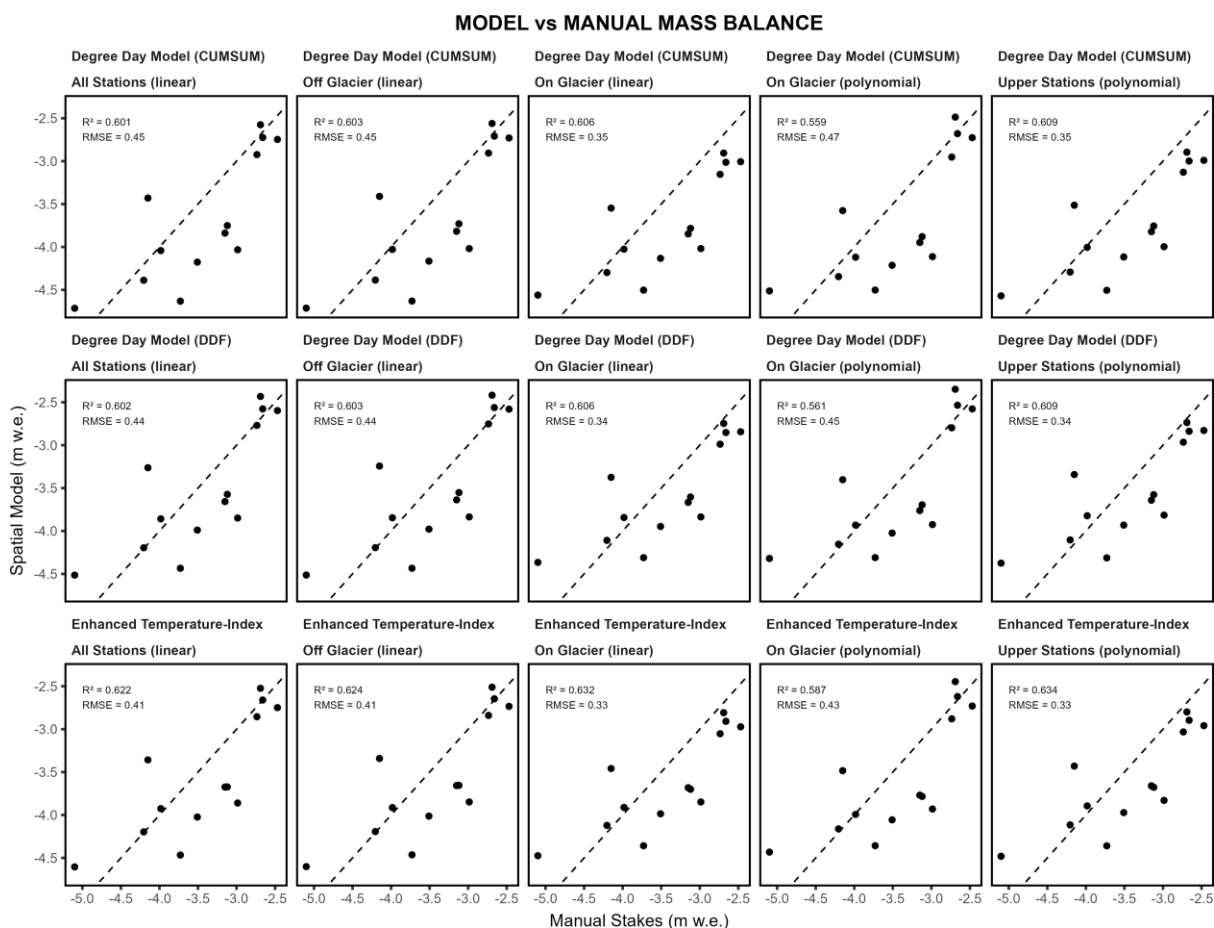 MODEL vs MANUAL MASS BALANCE
Degree Day Model (CUMSUM)
All Stations (linear)
R² = 0.601
RMSE = 0.45
Degree Day Model (CUMSUM)
Off Glacier (linear)
R² = 0.603
RMSE = 0.45
Degree Day Model (CUMSUM)
On Glacier (linear)
R² = 0.606
RMSE = 0.35
Degree Day Model (CUMSUM)
On Glacier (polynomial)
R² = 0.559
RMSE = 0.47
Degree Day Model (CUMSUM)
Upper Stations (polynomial)
R² = 0.609
RMSE = 0.35
-2.5
-3.0
-3.5
-4.0
-4.5
Degree Day Model (DDF)
All Stations (linear)
R² = 0.602
RMSE = 0.44
Degree Day Model (DDF)
Off Glacier (linear)
R² = 0.603
RMSE = 0.44
Degree Day Model (DDF)
On Glacier (linear)
R² = 0.606
RMSE = 0.34
Degree Day Model (DDF)
On Glacier (polynomial)
R² = 0.561
RMSE = 0.45
Degree Day Model (DDF)
Upper Stations (polynomial)
R² = 0.609
RMSE = 0.34
-2.5
-3.0
-3.5
-4.0
-4.5
Spatial Model (m w.e.)
Enhanced Temperature-Index
All Stations (linear)
R² = 0.622
RMSE = 0.41
Enhanced Temperature-Index
Off Glacier (linear)
R² = 0.624
RMSE = 0.41
Enhanced Temperature-Index
On Glacier (linear)
R² = 0.632
RMSE = 0.33
Enhanced Temperature-Index
On Glacier (polynomial)
R² = 0.587
RMSE = 0.43
Enhanced Temperature-Index
Upper Stations (polynomial)
R² = 0.634
RMSE = 0.33
-2.5
-3.0
-3.5
-4.0
-4.5
-5.0 -4.5 -4.0 -3.5 -3.0 -2.5 -5.0 -4.5 -4.0 -3.5 -3.0 -2.5 -5.0 -4.5 -4.0 -3.5 -3.0 -2.5 -5.0 -4.5 -4.0 -3.5 -3.0 -2.5 -5.0 -4.5 -4.0 -3.5 -3.0 -2.5
Manual Stakes (m w.e.)